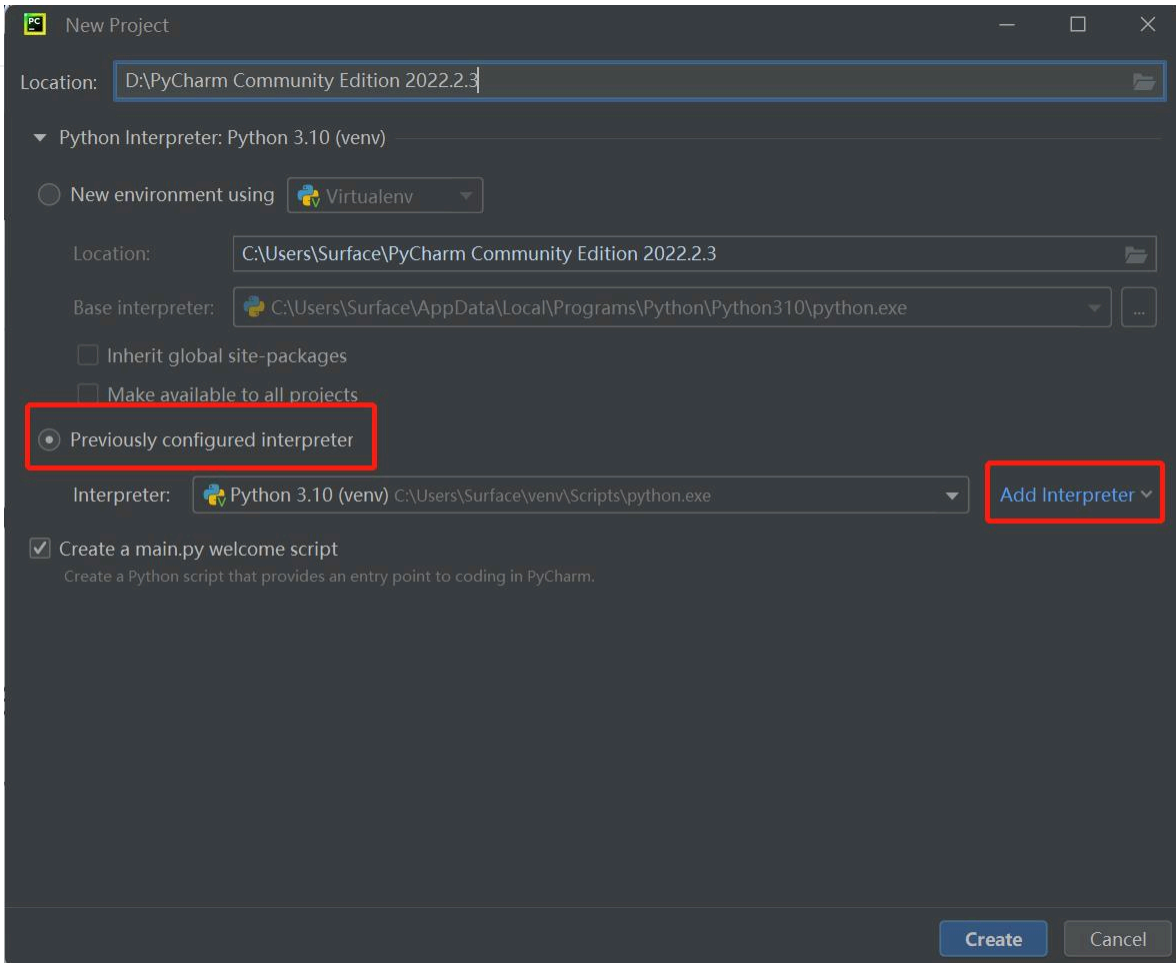 PC New Project
Location: D:\PyCharm Community Edition 2022.2.3
Python Interpreter: Python 3.10 (venv)
New environment using Virtualenv
Location: C:\Users\Surface\PyCharm Community Edition 2022.2.3
Base interpreter: C:\Users\Surface\AppData\Local\Programs\Python\Python310\python.exe ...
Inherit global site-packages
Make available to all projects
Previously configured interpreter
Interpreter: Python 3.10 (venv) C:\Users\Surface\venv\Scripts\python.exe Add Interpreter
Create a main.py welcome script
Create a Python script that provides an entry point to coding in PyCharm.
Create Cancel